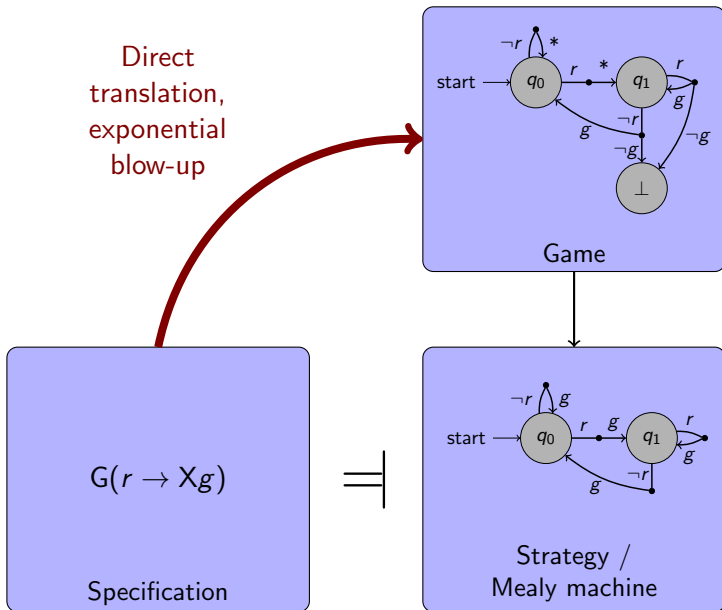 Direct
translation,
exponential
blow-up
¬r
*
start
q0
r
*
q1
r
g
g
¬r
¬g
¬g
⊥
Game
G(r → Xg)
Specification
=|
¬r
g
start
q0
r
g
q1
r
g
g
¬r
Strategy /
Mealy machine